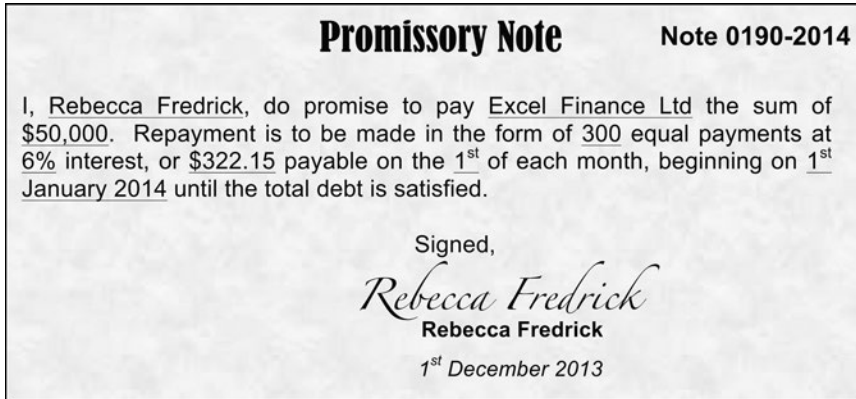 Promissory Note Note 0190-2014
I, Rebecca Fredrick, do promise to pay Excel Finance Ltd the sum of
$50,000. Repayment is to be made in the form of 300 equal payments at
6% interest, or $322.15 payable on the 1st of each month, beginning on 1st
January 2014 until the total debt is satisfied.
Signed,
Rebecca Fredrick
Rebecca Fredrick
1st December 2013